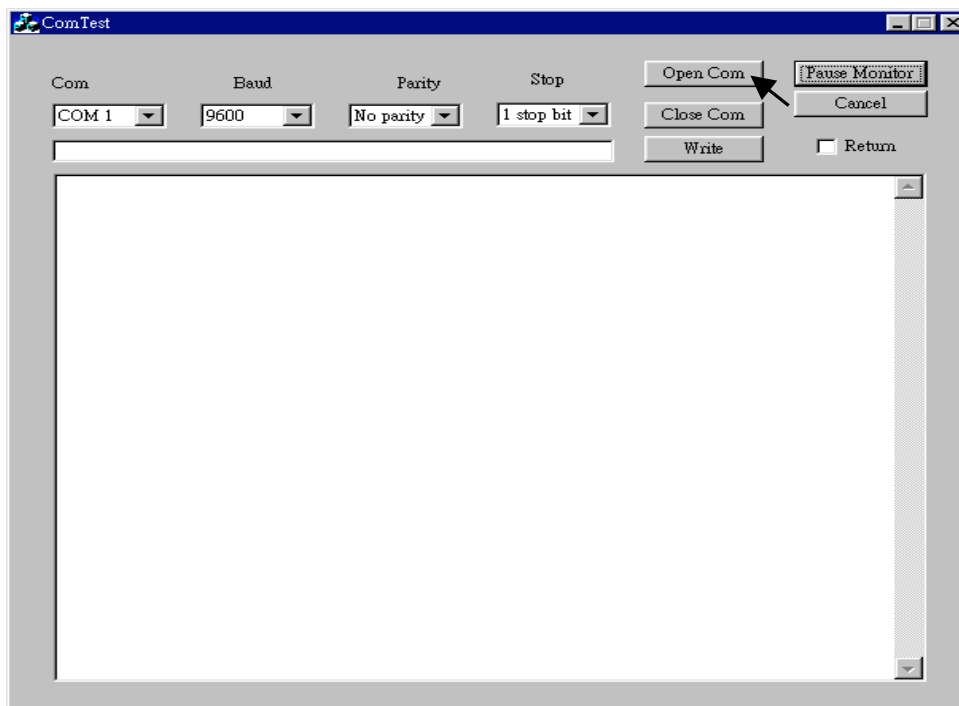 ComTest
Com Baud Parity Stop Open Com Pause Monitor
COM 1 9600 No parity 1 stop bit Close Com Cancel
Write Return